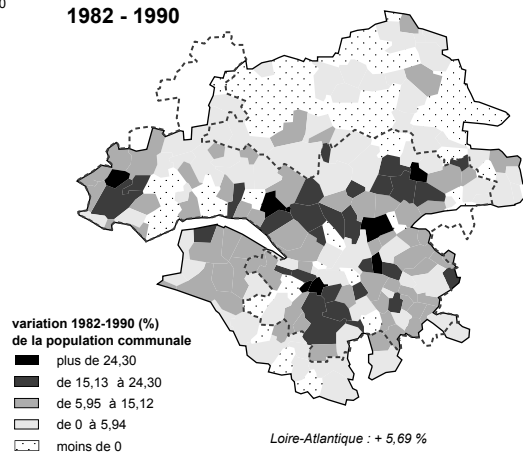 0
1982 - 1990
variation 1982-1990 (%)
de la population communale
plus de 24,30
de 15,13 à 24,30
de 5,95 à 15,12
de 0 à 5,94
moins de 0
Loire-Atlantique : + 5,69 %